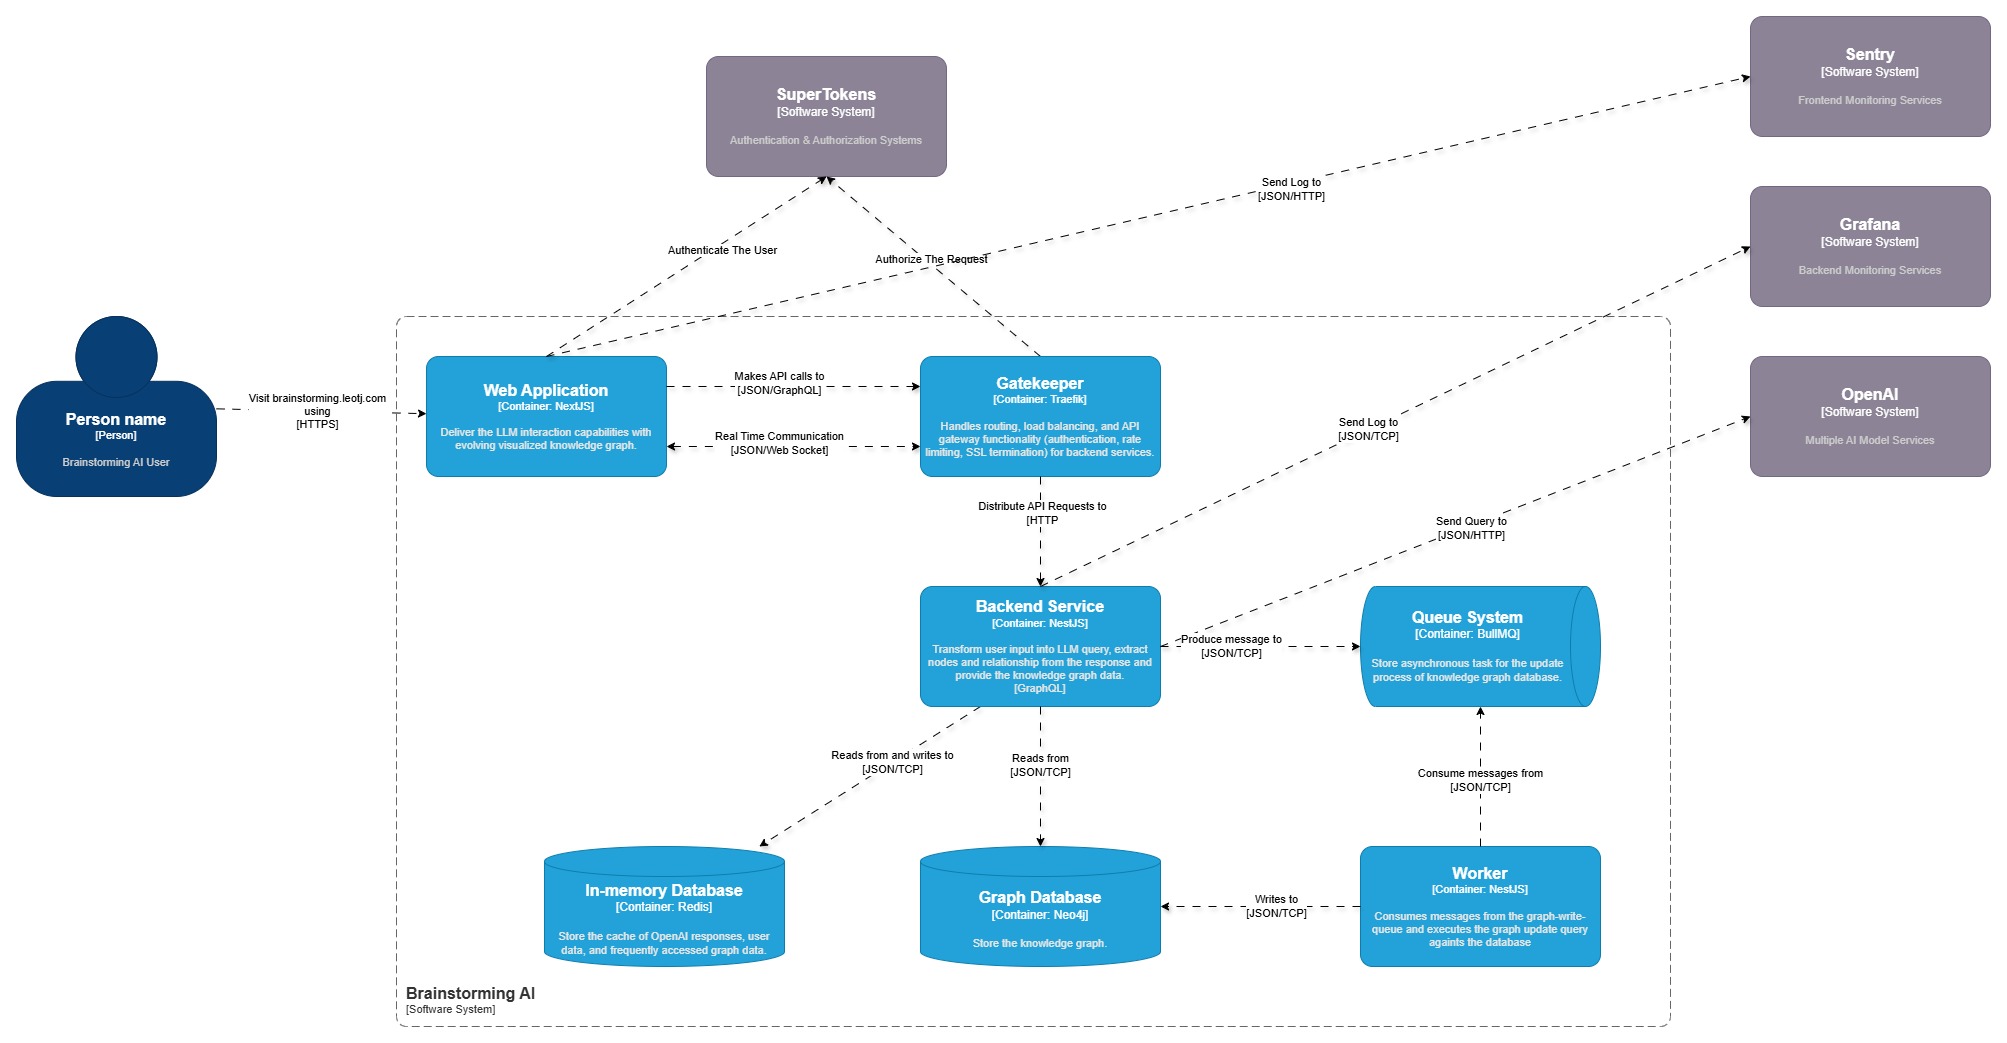 Sentry
[Software System]
Frontend Monitoring Services
SuperTokens
[Software System]
Authentication & Authorization Systems
Send Log to
[JSON/HTTP]
Grafana
[Software System]
Backend Monitoring Services
Authenticate The User
Authorize The Request
Person name
[Person]
Brainstorming AI User
Visit brainstorming.leotj.com
using
[HTTPS]
Web Application
[Container: NextJS]
Deliver the LLM interaction capabilities with
evolving visualized knowledge graph.
Makes API calls to
[JSON/GraphQL]
Real Time Communication
[JSON/Web Socket]
Gatekeeper
[Container: Traefik]
Handles routing, load balancing, and API
gateway functionality (authentication, rate
limiting, SSL termination) for backend services.
Send Log to
[JSON/TCP]
OpenAI
[Software System]
Multiple AI Model Services
Distribute API Requests to
[HTTP
Send Query to
[JSON/HTTP]
Backend Service
[Container: NestJS]
Transform user input into LLM query, extract
nodes and relationship from the response and
provide the knowledge graph data.
[GraphQL]
Produce message to
[JSON/TCP]
Queue System
[Container: BullMQ]
Store asynchronous task for the update
process of knowledge graph database.
Reads from and writes to
[JSON/TCP]
Reads from
[JSON/TCP]
Consume messages from
[JSON/TCP]
In-memory Database
[Container: Redis]
Store the cache of OpenAI responses, user
data, and frequently accessed graph data.
Graph Database
[Container: Neo4j]
Store the knowledge graph.
Writes to
[JSON/TCP]
Worker
[Container: NestJS]
Consumes messages from the graph-write-
queue and executes the graph update query
againts the database
Brainstorming AI
[Software System]